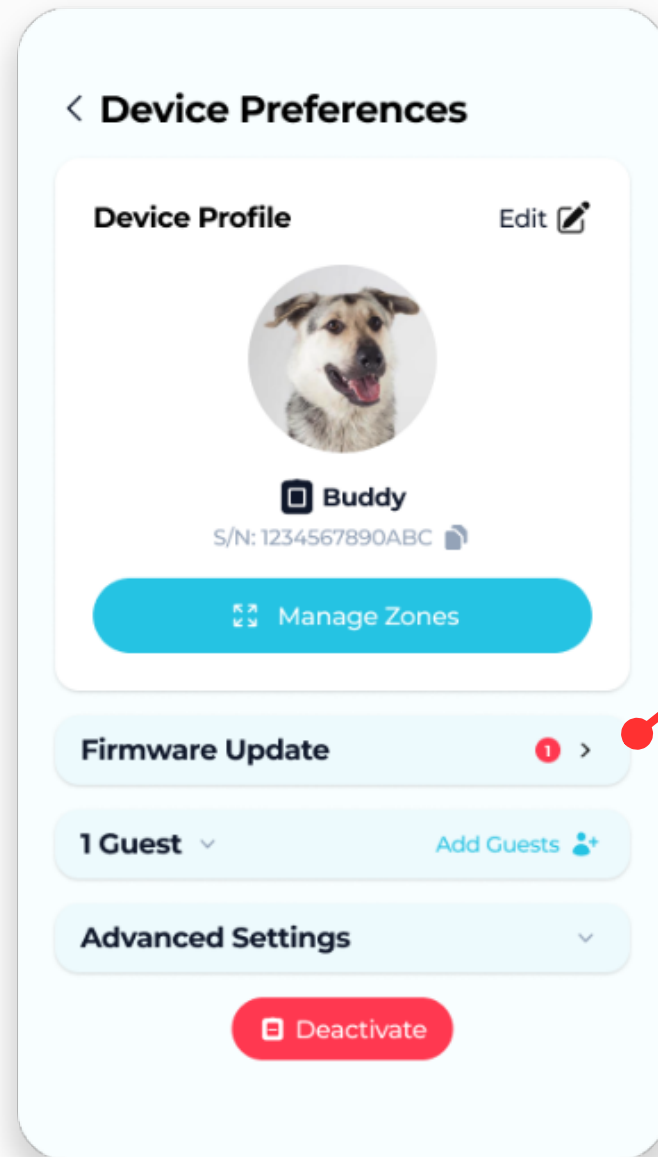 Device Preferences
Device Profile
Edit
Buddy
S/N: 1234567890ABC
Manage Zones
Firmware Update
1
1 Guest
Add Guests
Advanced Settings
Deactivate